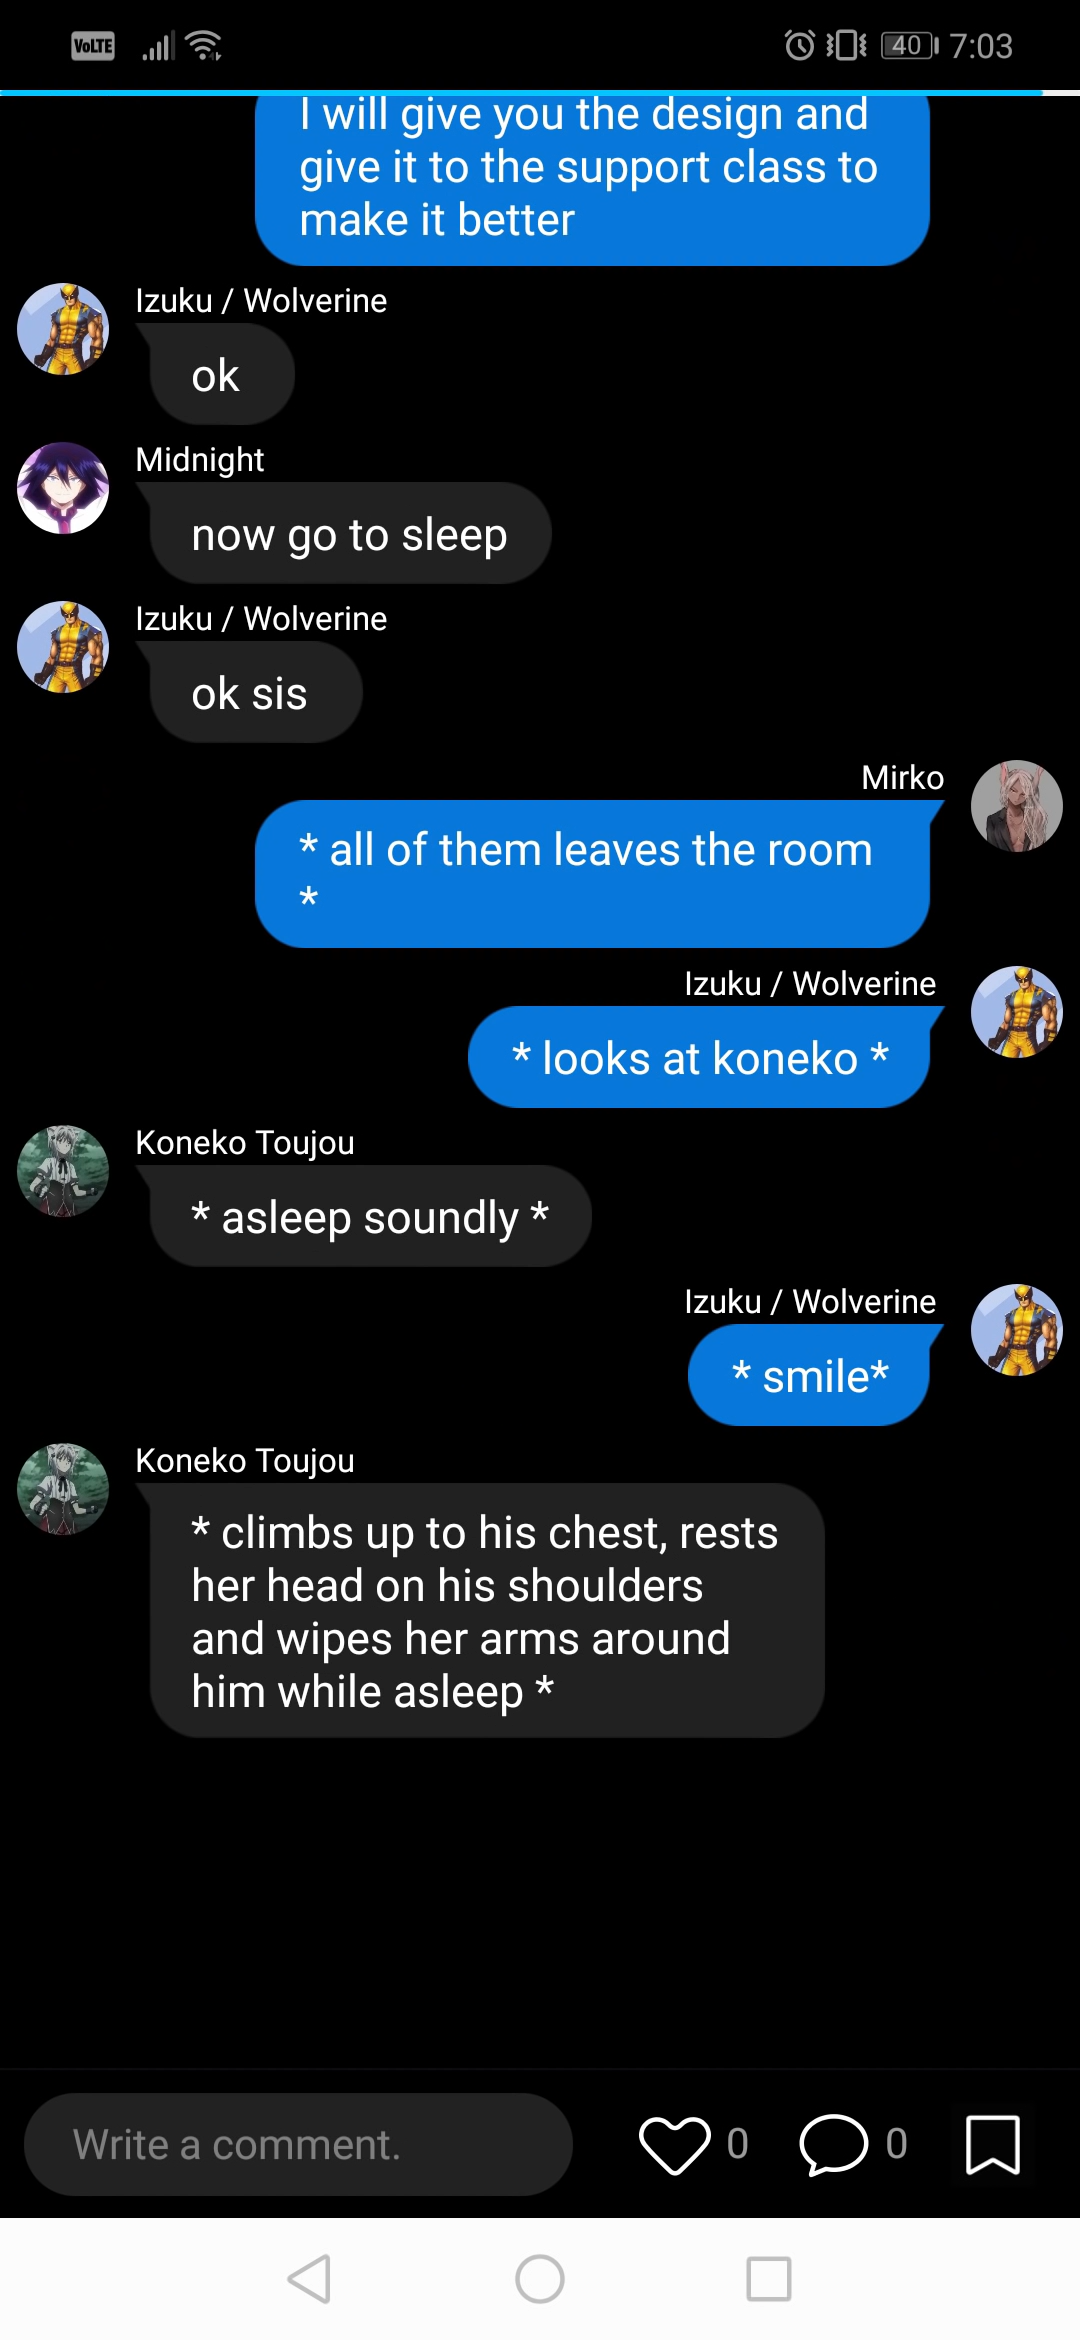 VoLTE 40 7:03
I will give you the design and
give it to the support class to
make it better
Izuku / Wolverine
ok
Midnight
now go to sleep
Izuku / Wolverine
ok sis
Mirko
* all of them leaves the room
*
Izuku / Wolverine
* looks at koneko *
Koneko Toujou
* asleep soundly *
Izuku / Wolverine
* smile*
Koneko Toujou
* climbs up to his chest, rests
her head on his shoulders
and wipes her arms around
him while asleep *
Write a comment. 0 0